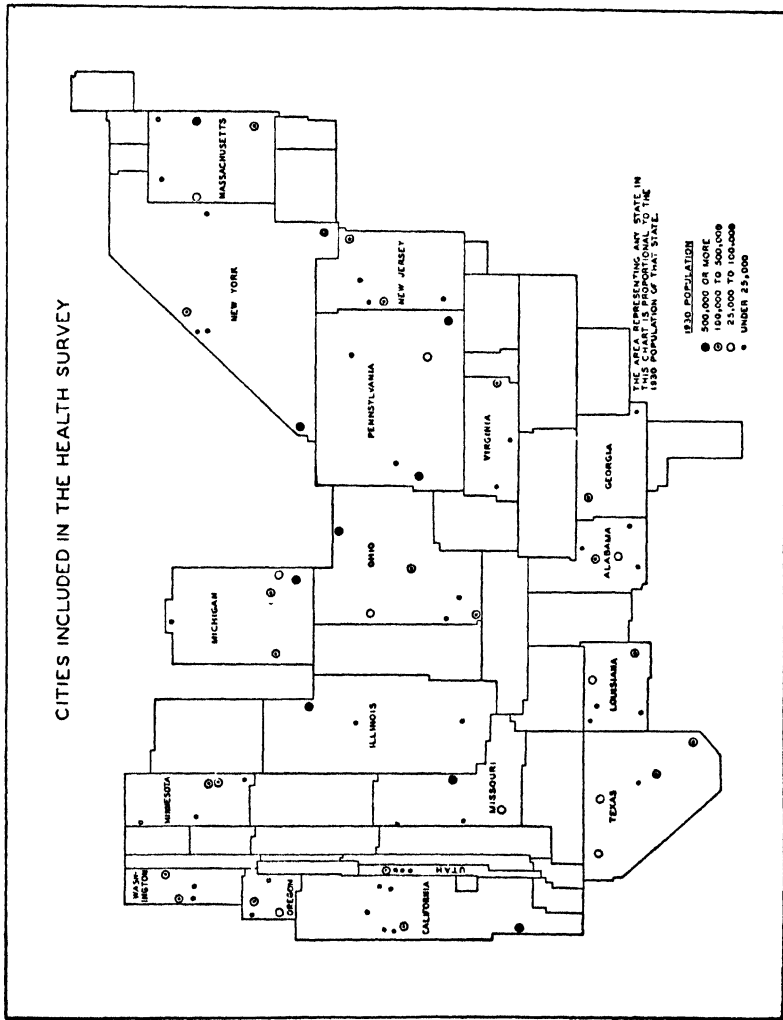 CITIES INCLUDED IN THE HEALTH SURVEY
WASH-
INGTON
OREGON
CALIFORNIA
UTAH
MINNESOTA
MISSOURI
TEXAS
ILLINOIS
LOUISIANA
MICHIGAN
OHIO
ALABAMA
GEORGIA
NEW YORK
PENNSYLVANIA
VIRGINIA
NEW JERSEY
MASSACHUSETTS
THE AREA REPRESENTING ANY STATE IN
THIS CHART IS PROPORTIONAL TO THE
1930 POPULATION OF THAT STATE.
1930 POPULATION
500,000 OR MORE
100,000 TO 500,000
25,000 TO 100,000
UNDER 25,000